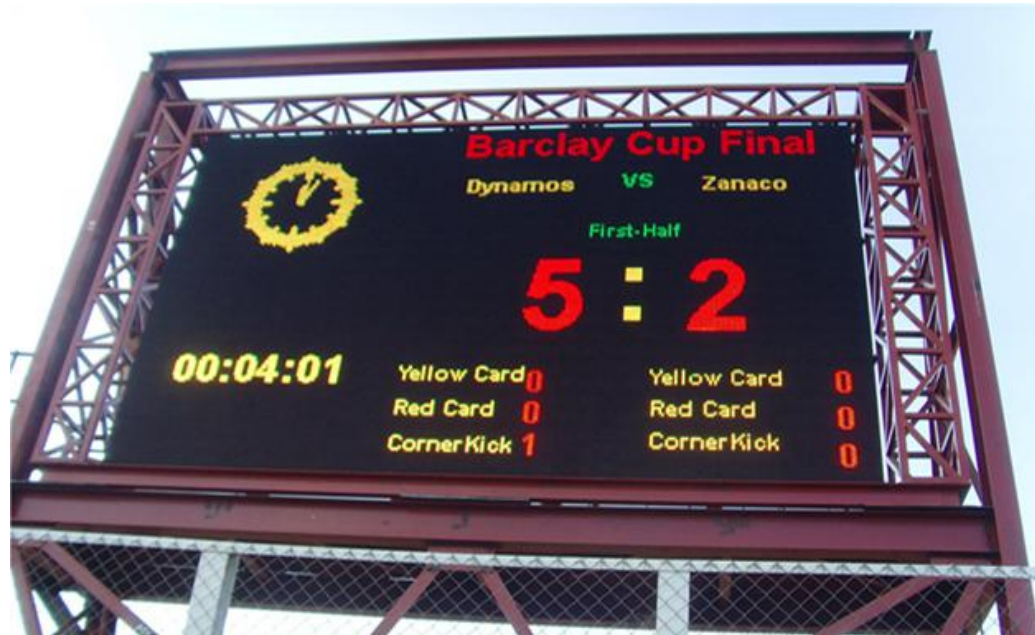 Barclay Cup Final
Dynamos VS Zanaco
First-Half
5 : 2
00:04:01
Yellow Card 0 Yellow Card 0
Red Card 0 Red Card 0
CornerKick 1 CornerKick 0